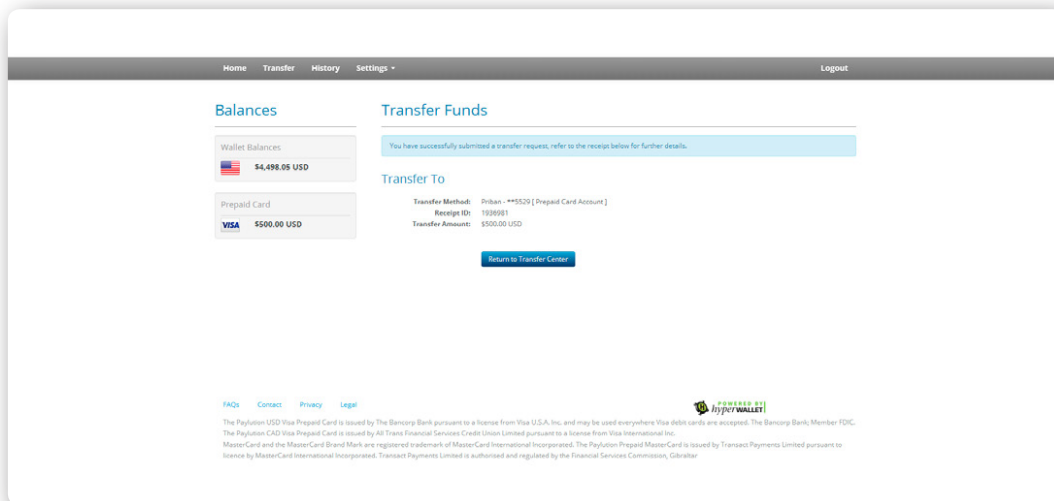 Home Transfer History Settings Logout
Balances
Wallet Balances
$4,498.05 USD
Prepaid Card
VISA $500.00 USD
Transfer Funds
You have successfully submitted a transfer request, refer to the receipt below for further details.
Transfer To
Transfer Method: Priban - **5529 [ Prepaid Card Account ]
Receipt ID: 1936981
Transfer Amount: $500.00 USD
Return to Transfer Center
FAQs Contact Privacy Legal
POWERED BY
hyperWALLET
The Paylution USD Visa Prepaid Card is issued by The Bancorp Bank pursuant to a license from Visa U.S.A. Inc. and may be used everywhere Visa debit cards are accepted. The Bancorp Bank; Member FDIC.
The Paylution CAD Visa Prepaid Card is issued by All Trans Financial Services Credit Union Limited pursuant to a license from Visa International Inc.
MasterCard and the MasterCard Brand Mark are registered trademark of MasterCard International Incorporated. The Paylution Prepaid MasterCard is issued by Transact Payments Limited pursuant to
licence by MasterCard International Incorporated. Transact Payments Limited is authorised and regulated by the Financial Services Commission, Gibraltar